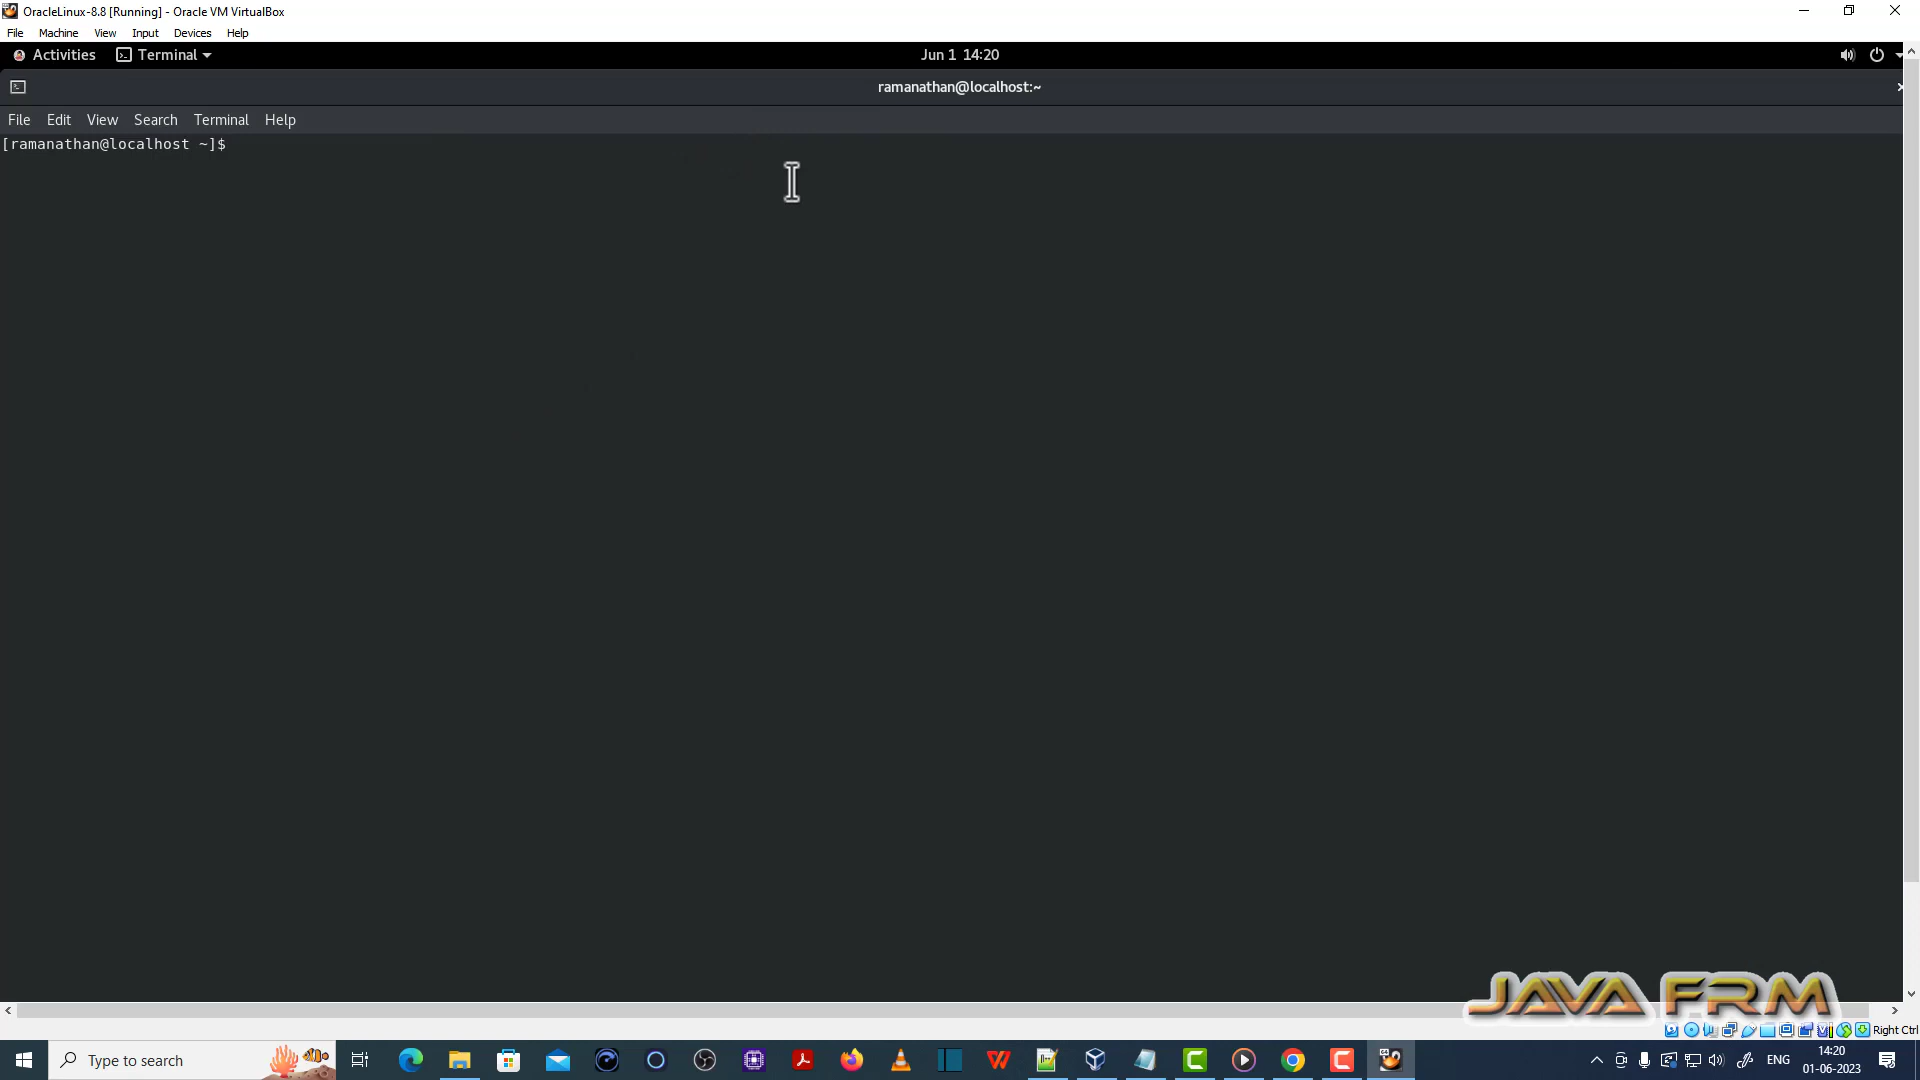 OracleLinux-8.8 [Running] - Oracle VM VirtualBox
File Machine View Input Devices Help
Activities Terminal Jun 1 14:20
ramanathan@localhost:~
File Edit View Search Terminal Help
[ramanathan@localhost ~]$
JAVA FRM
Right Ctrl
Type to search
ENG
14:20
01-06-2023